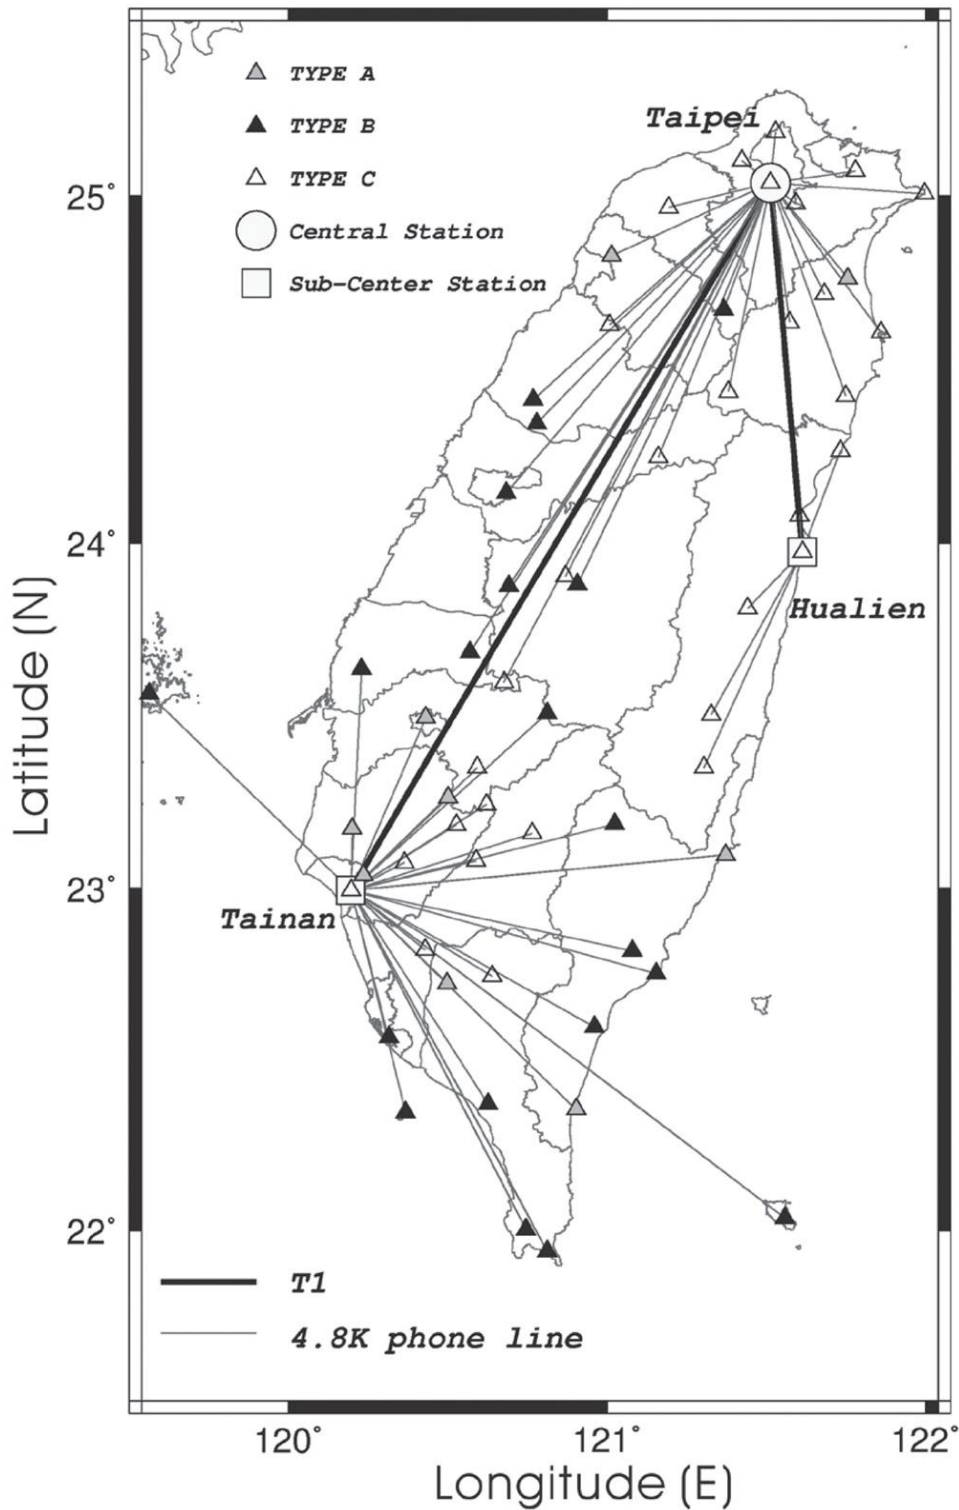 TYPE A
TYPE B
TYPE C
Central Station
Sub-Center Station
Taipei
25°
24°
Hualien
23°
Tainan
22°
T1
4.8K phone line
120°
121°
122°
Latitude (N)
Longitude (E)